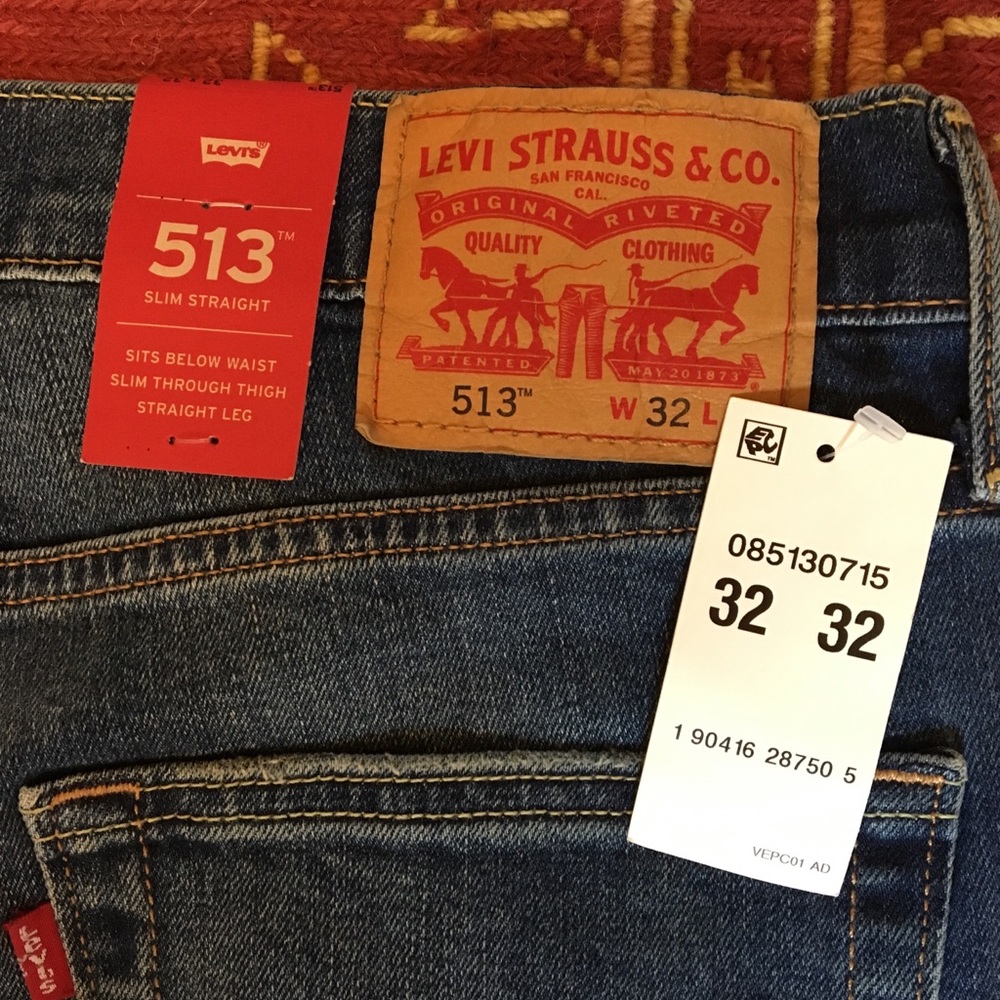 513™
LEVI'S®
513™
SLIM STRAIGHT
SITS BELOW WAIST
SLIM THROUGH THIGH
STRAIGHT LEG
LEVI STRAUSS & CO.
SAN FRANCISCO
CAL.
ORIGINAL RIVETED
QUALITY CLOTHING
PATENTED MAY 20 1873
®
513™ W 32 L
EZPC™
085130715
32 32
1 90416 28750 5
VEPC01 AD
Levi's